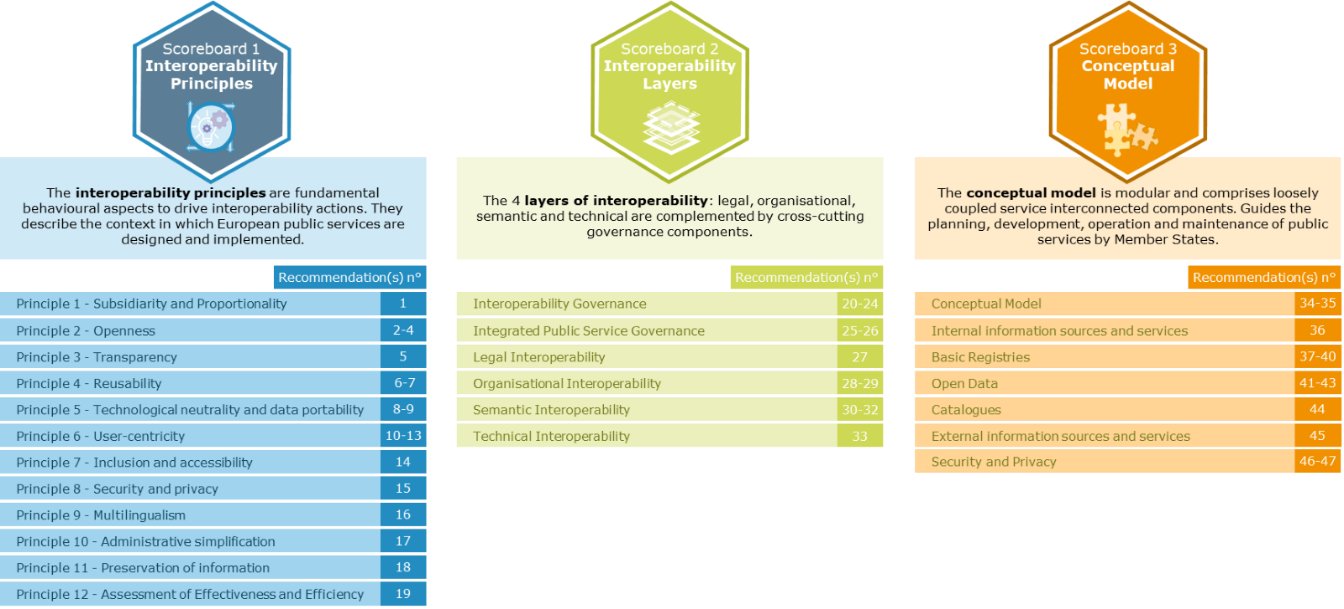 Scoreboard 1
Interoperability
Principles
The interoperability principles are fundamental
behavioural aspects to drive interoperability actions. They
describe the context in which European public services are
designed and implemented.
Recommendation(s) n°
Principle 1 - Subsidiarity and Proportionality 1
Principle 2 - Openness 2-4
Principle 3 - Transparency 5
Principle 4 - Reusability 6-7
Principle 5 - Technological neutrality and data portability 8-9
Principle 6 - User-centricity 10-13
Principle 7 - Inclusion and accessibility 14
Principle 8 - Security and privacy 15
Principle 9 - Multilingualism 16
Principle 10 - Administrative simplification 17
Principle 11 - Preservation of information 18
Principle 12 - Assessment of Effectiveness and Efficiency 19
Scoreboard 2
Interoperability
Layers
The 4 layers of interoperability: legal, organisational,
semantic and technical are complemented by cross-cutting
governance components.
Recommendation(s) n°
Interoperability Governance 20-24
Integrated Public Service Governance 25-26
Legal Interoperability 27
Organisational Interoperability 28-29
Semantic Interoperability 30-32
Technical Interoperability 33
Scoreboard 3
Conceptual
Model
The conceptual model is modular and comprises loosely
coupled service interconnected components. Guides the
planning, development, operation and maintenance of public
services by Member States.
Recommendation(s) n°
Conceptual Model 34-35
Internal information sources and services 36
Basic Registries 37-40
Open Data 41-43
Catalogues 44
External information sources and services 45
Security and Privacy 46-47